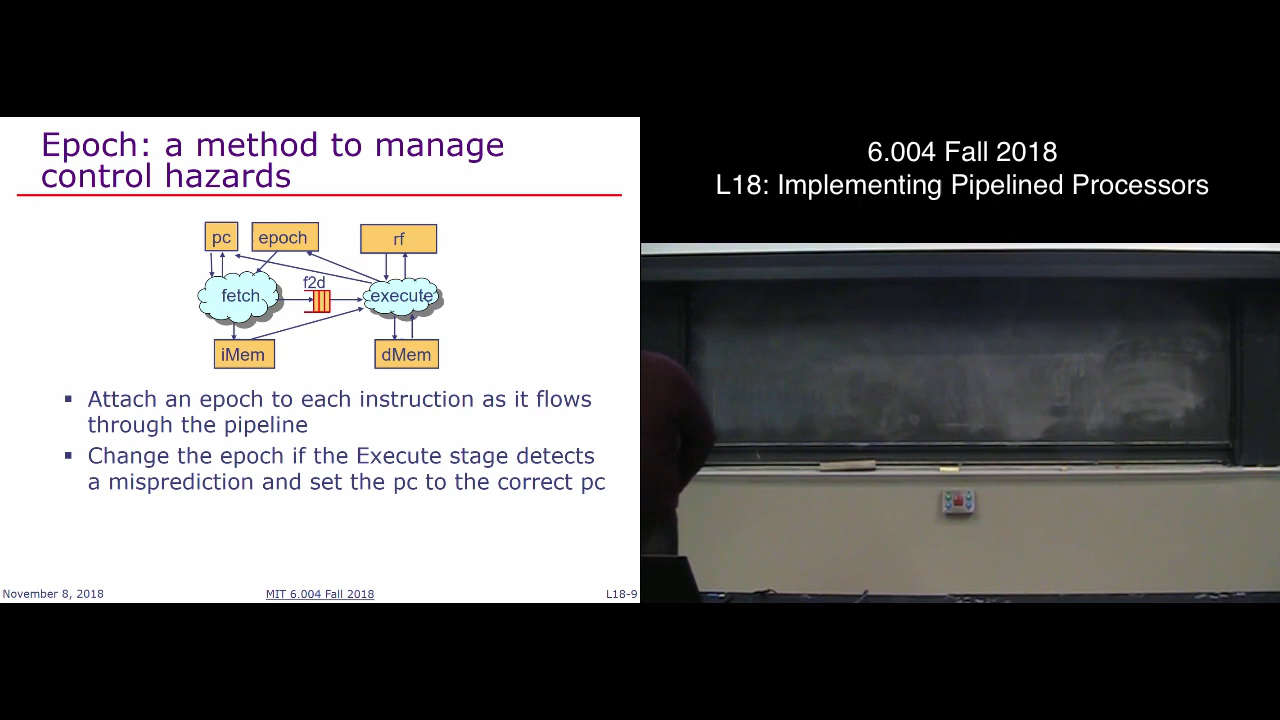 Epoch: a method to manage
control hazards
pc
epoch
rf
fetch
f2d
execute
iMem
dMem
▪ Attach an epoch to each instruction as it flows
through the pipeline
▪ Change the epoch if the Execute stage detects
a misprediction and set the pc to the correct pc
November 8, 2018
MIT 6.004 Fall 2018
L18-9
6.004 Fall 2018
L18: Implementing Pipelined Processors